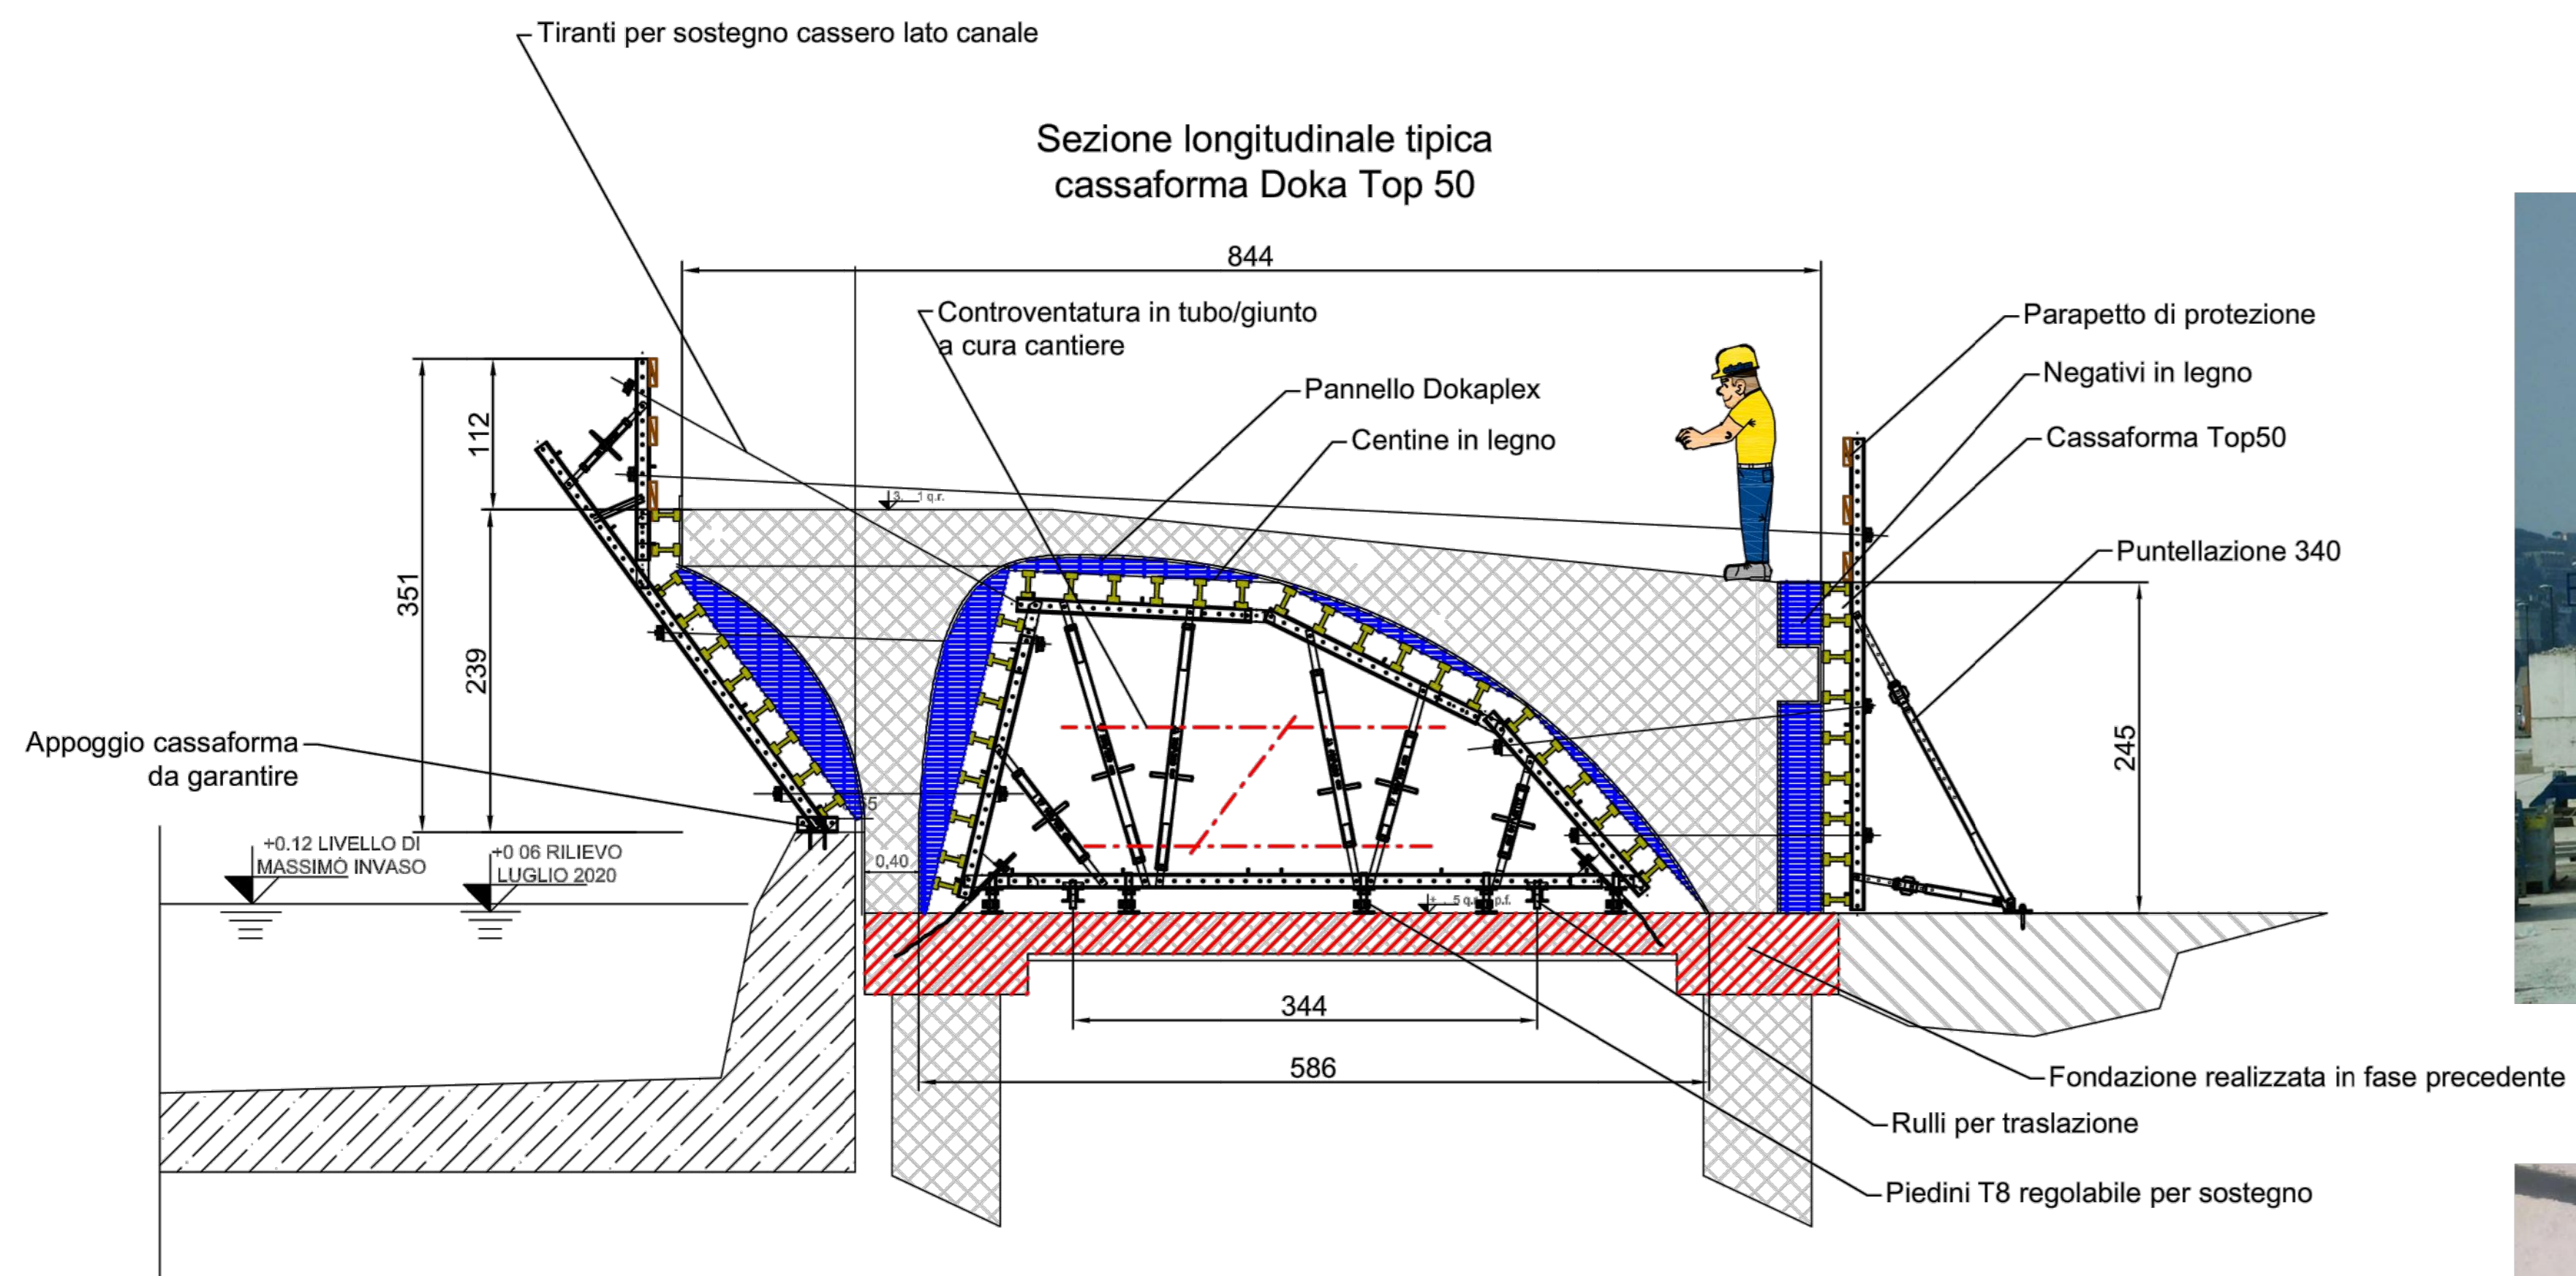 Tiranti per sostegno cassero lato canale
Sezione longitudinale tipica
cassaforma Doka Top 50
844
Controventatura in tubo/giunto
a cura cantiere
Parapetto di protezione
Negativi in legno
Pannello Dokaplex
Cassaforma Top50
Centine in legno
112
351
239
Puntellazione 340
245
Appoggio cassaforma
da garantire
+0.12 LIVELLO DI
MASSIMO INVASO
+0 06 RILIEVO
LUGLIO 2020
0,40
344
586
Fondazione realizzata in fase precedente
Rulli per traslazione
Piedini T8 regolabile per sostegno